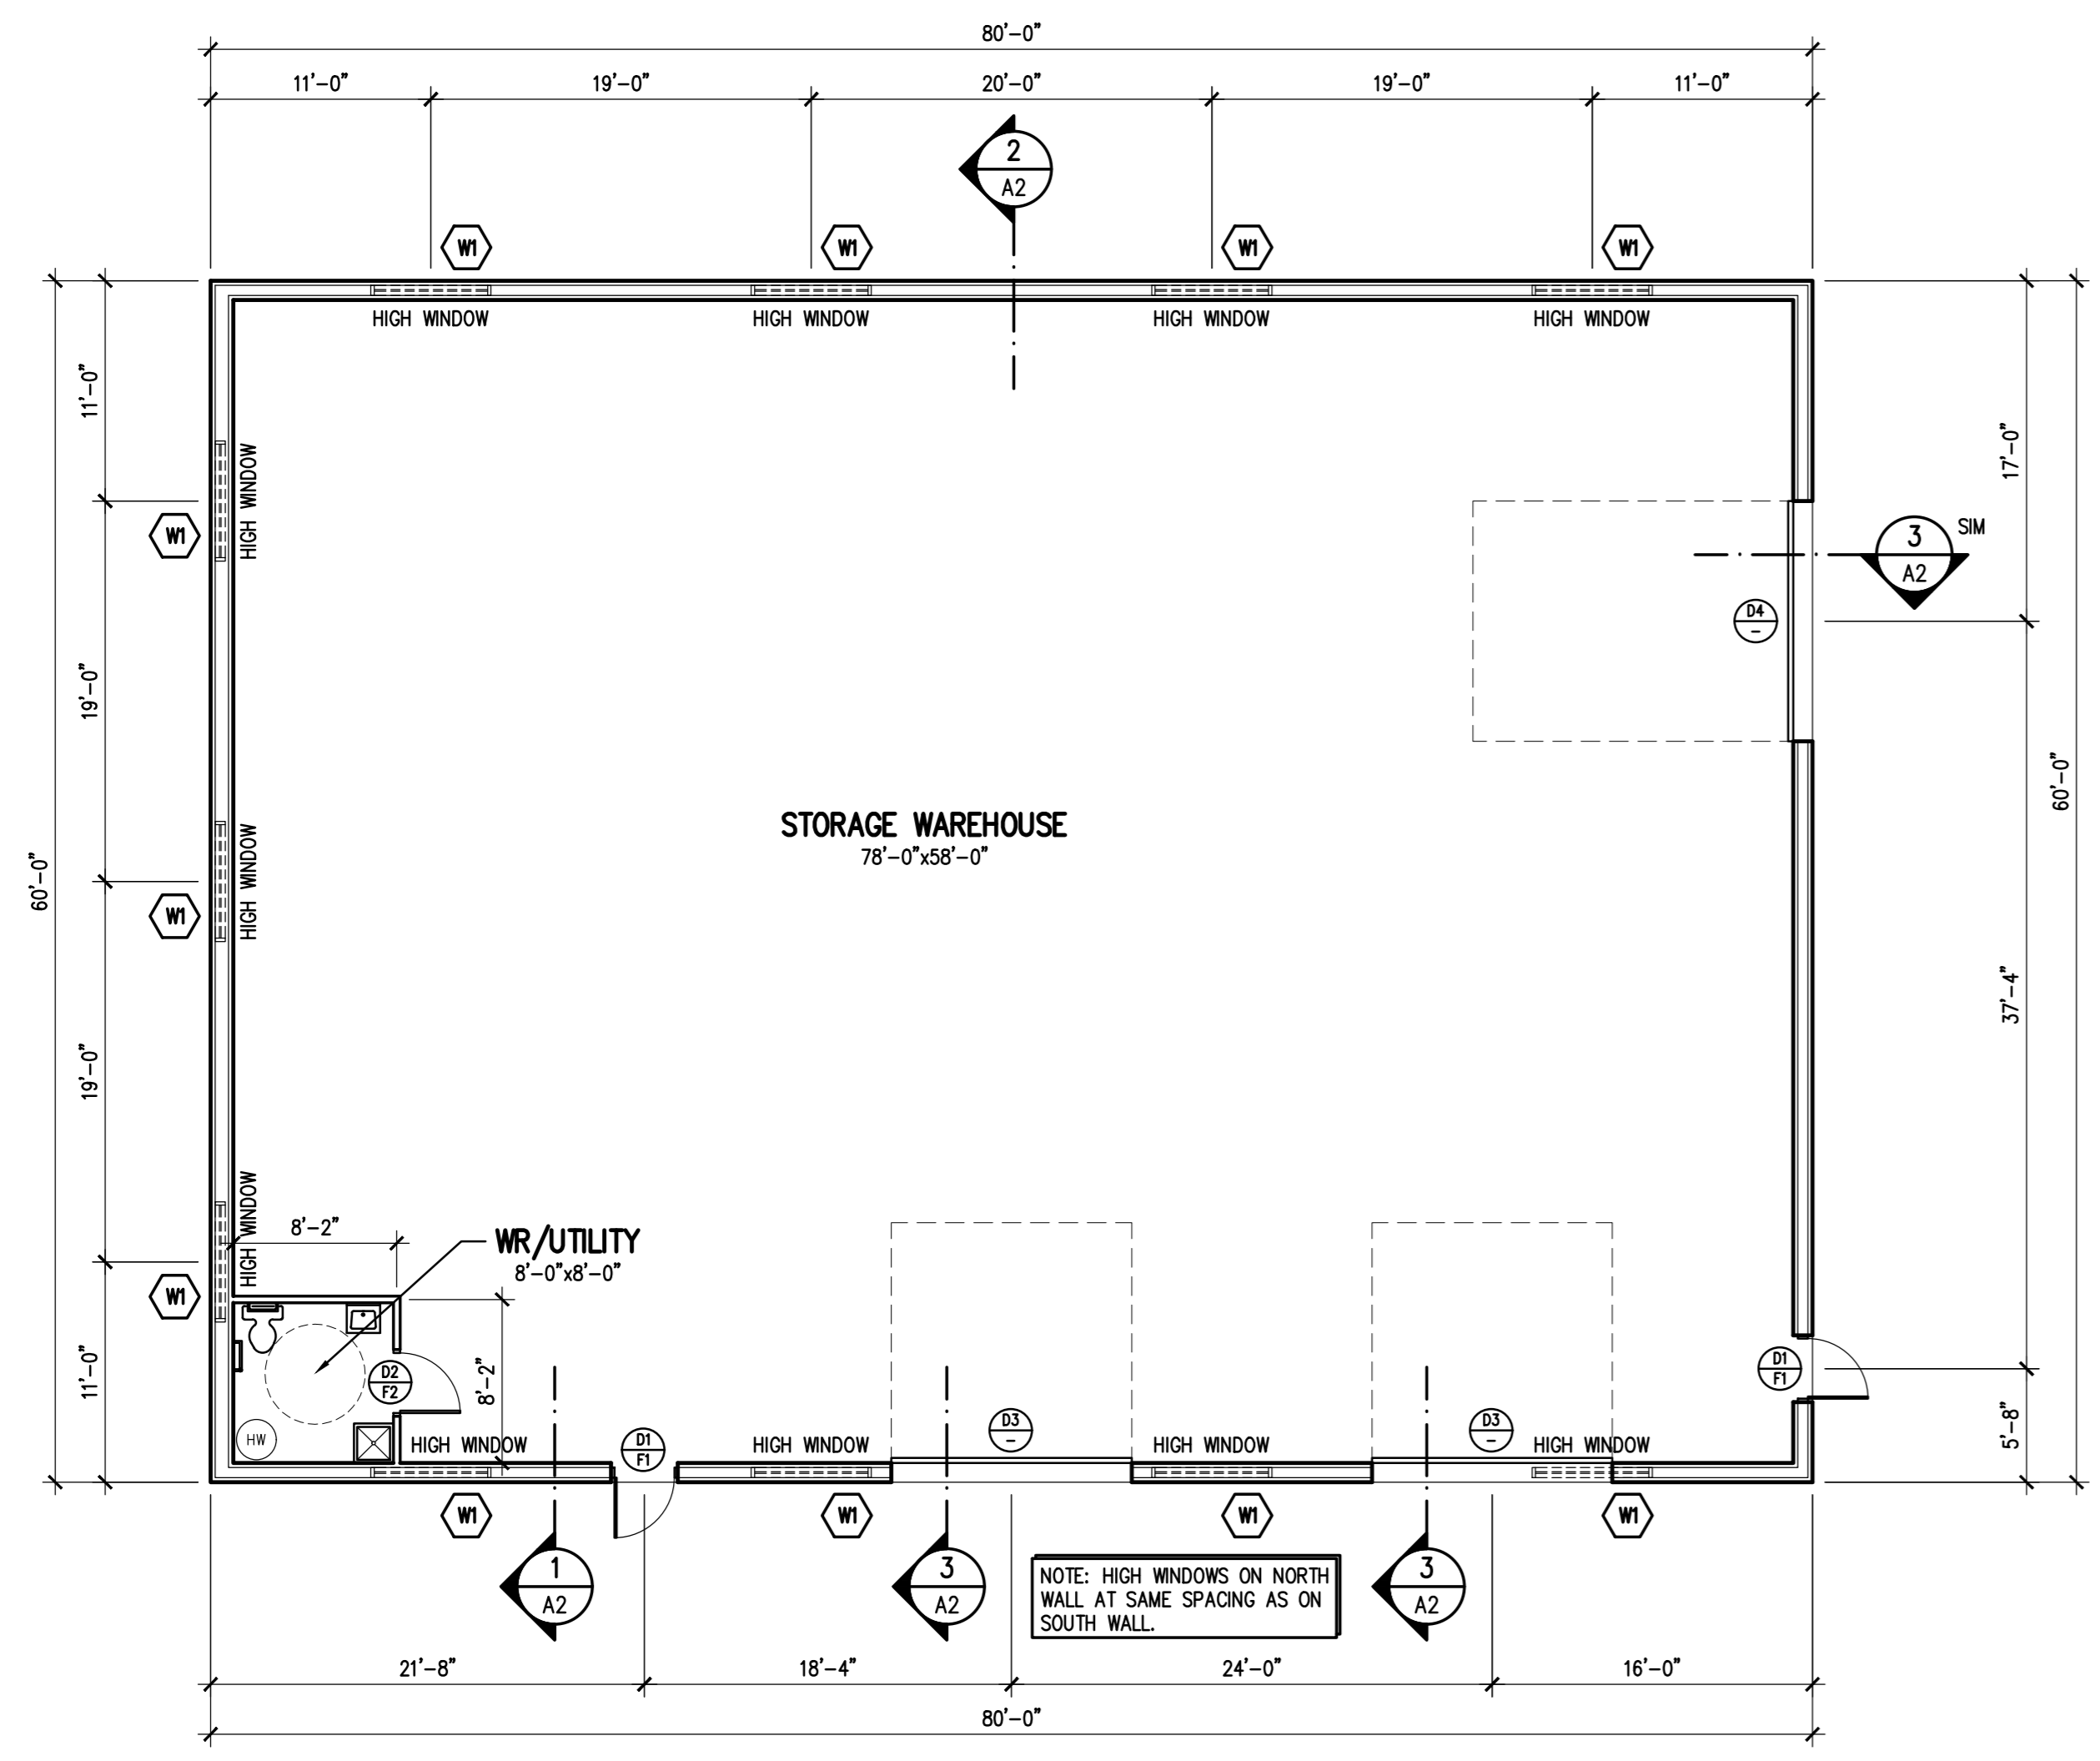 80'-0"
11'-0"
19'-0"
20'-0"
19'-0"
11'-0"
2
A2
W1
W1
W1
W1
HIGH WINDOW
HIGH WINDOW
HIGH WINDOW
HIGH WINDOW
11'-0"
HIGH WINDOW
17'-0"
W1
3
A2
SIM
D4
–
19'-0"
STORAGE WAREHOUSE
78'-0"x58'-0"
60'-0"
60'-0"
HIGH WINDOW
W1
37'-4"
19'-0"
HIGH WINDOW
8'-2"
WR/UTILITY
8'-0"x8'-0"
W1
11'-0"
D2
F2
8'-2"
D1
F1
5'-8"
HW
HIGH WINDOW
D1
F1
HIGH WINDOW
D3
–
HIGH WINDOW
D3
–
HIGH WINDOW
W1
W1
W1
W1
1
A2
3
A2
NOTE: HIGH WINDOWS ON NORTH
WALL AT SAME SPACING AS ON
SOUTH WALL.
3
A2
21'-8"
18'-4"
24'-0"
16'-0"
80'-0"